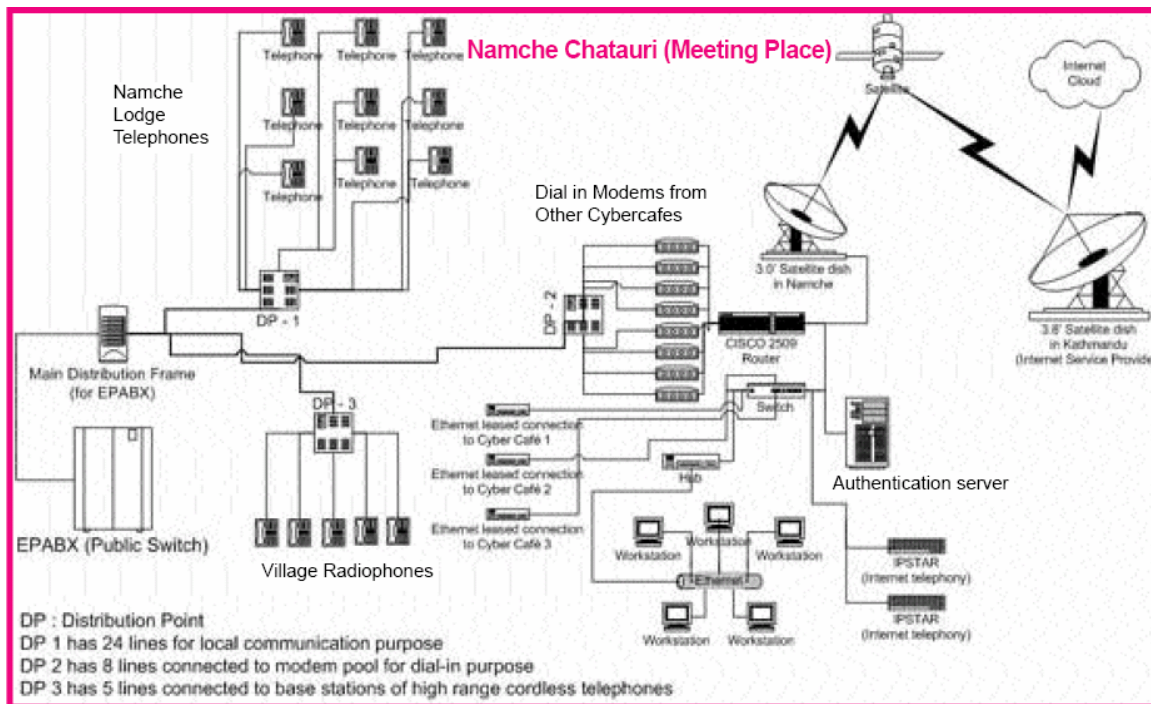 Namche Chatauri (Meeting Place)
Telephone
Telephone
Telephone
Namche
Lodge
Telephones
Telephone
Telephone
Telephone
Telephone
Telephone
Telephone
Satellite
Internet
Cloud
Dial in Modems from
Other Cybercafes
DP - 1
DP - 2
3.0' Satellite dish
in Namche
CISCO 2509
Router
3.8' Satellite dish
in Kathmandu
(Internet Service Provide
Main Distribution Frame
(for EPABX)
DP - 3
Switch
Ethernet leased connection
to Cyber Café 1
Ethernet leased connection
to Cyber Café 2
Ethernet leased connection
to Cyber Café 3
Hub
Authentication server
EPABX (Public Switch)
Village Radiophones
Workstation
Workstation
Workstation
Ethernet
Workstation
Workstation
IPSTAR
(Internet telephony)
IPSTAR
(Internet telephony)
DP : Distribution Point
DP 1 has 24 lines for local communication purpose
DP 2 has 8 lines connected to modem pool for dial-in purpose
DP 3 has 5 lines connected to base stations of high range cordless telephones